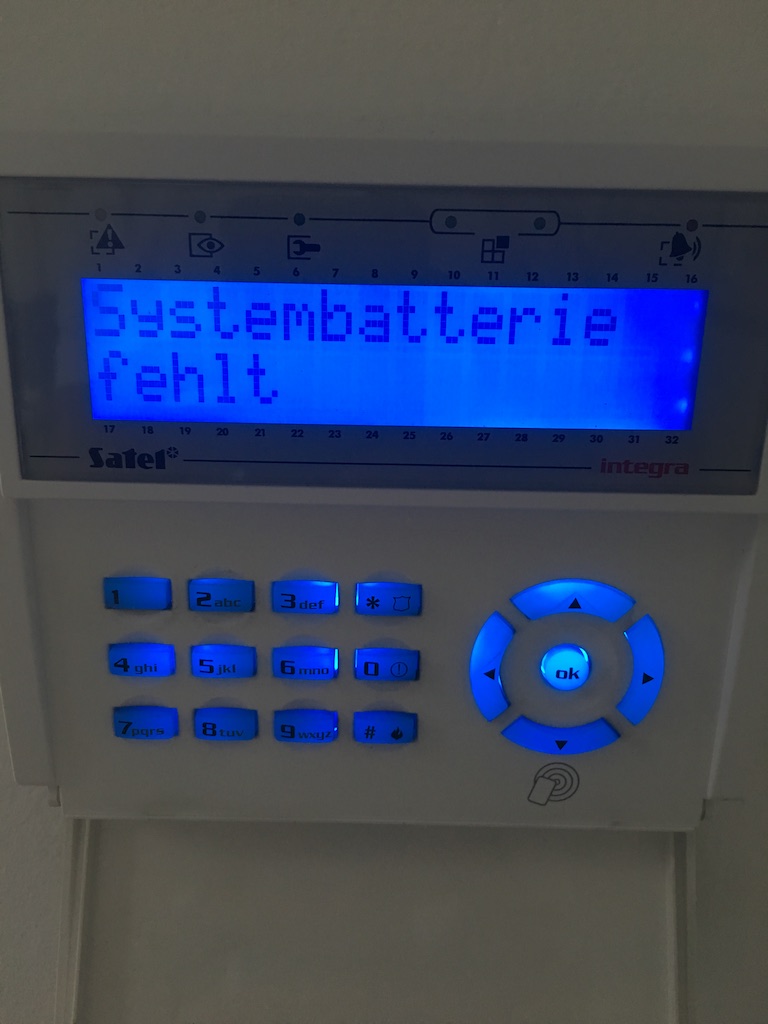 1 2 3 4 5 6 7 8 9 10 11 12 13 14 15 16
Systembatterie
fehlt
17 18 19 20 21 22 23 24 25 26 27 28 29 30 31 32
Satel integra
1 2abc 3def *
4ghi 5jkl 6mno 0
7pqrs 8tuv 9wxyz #
ok